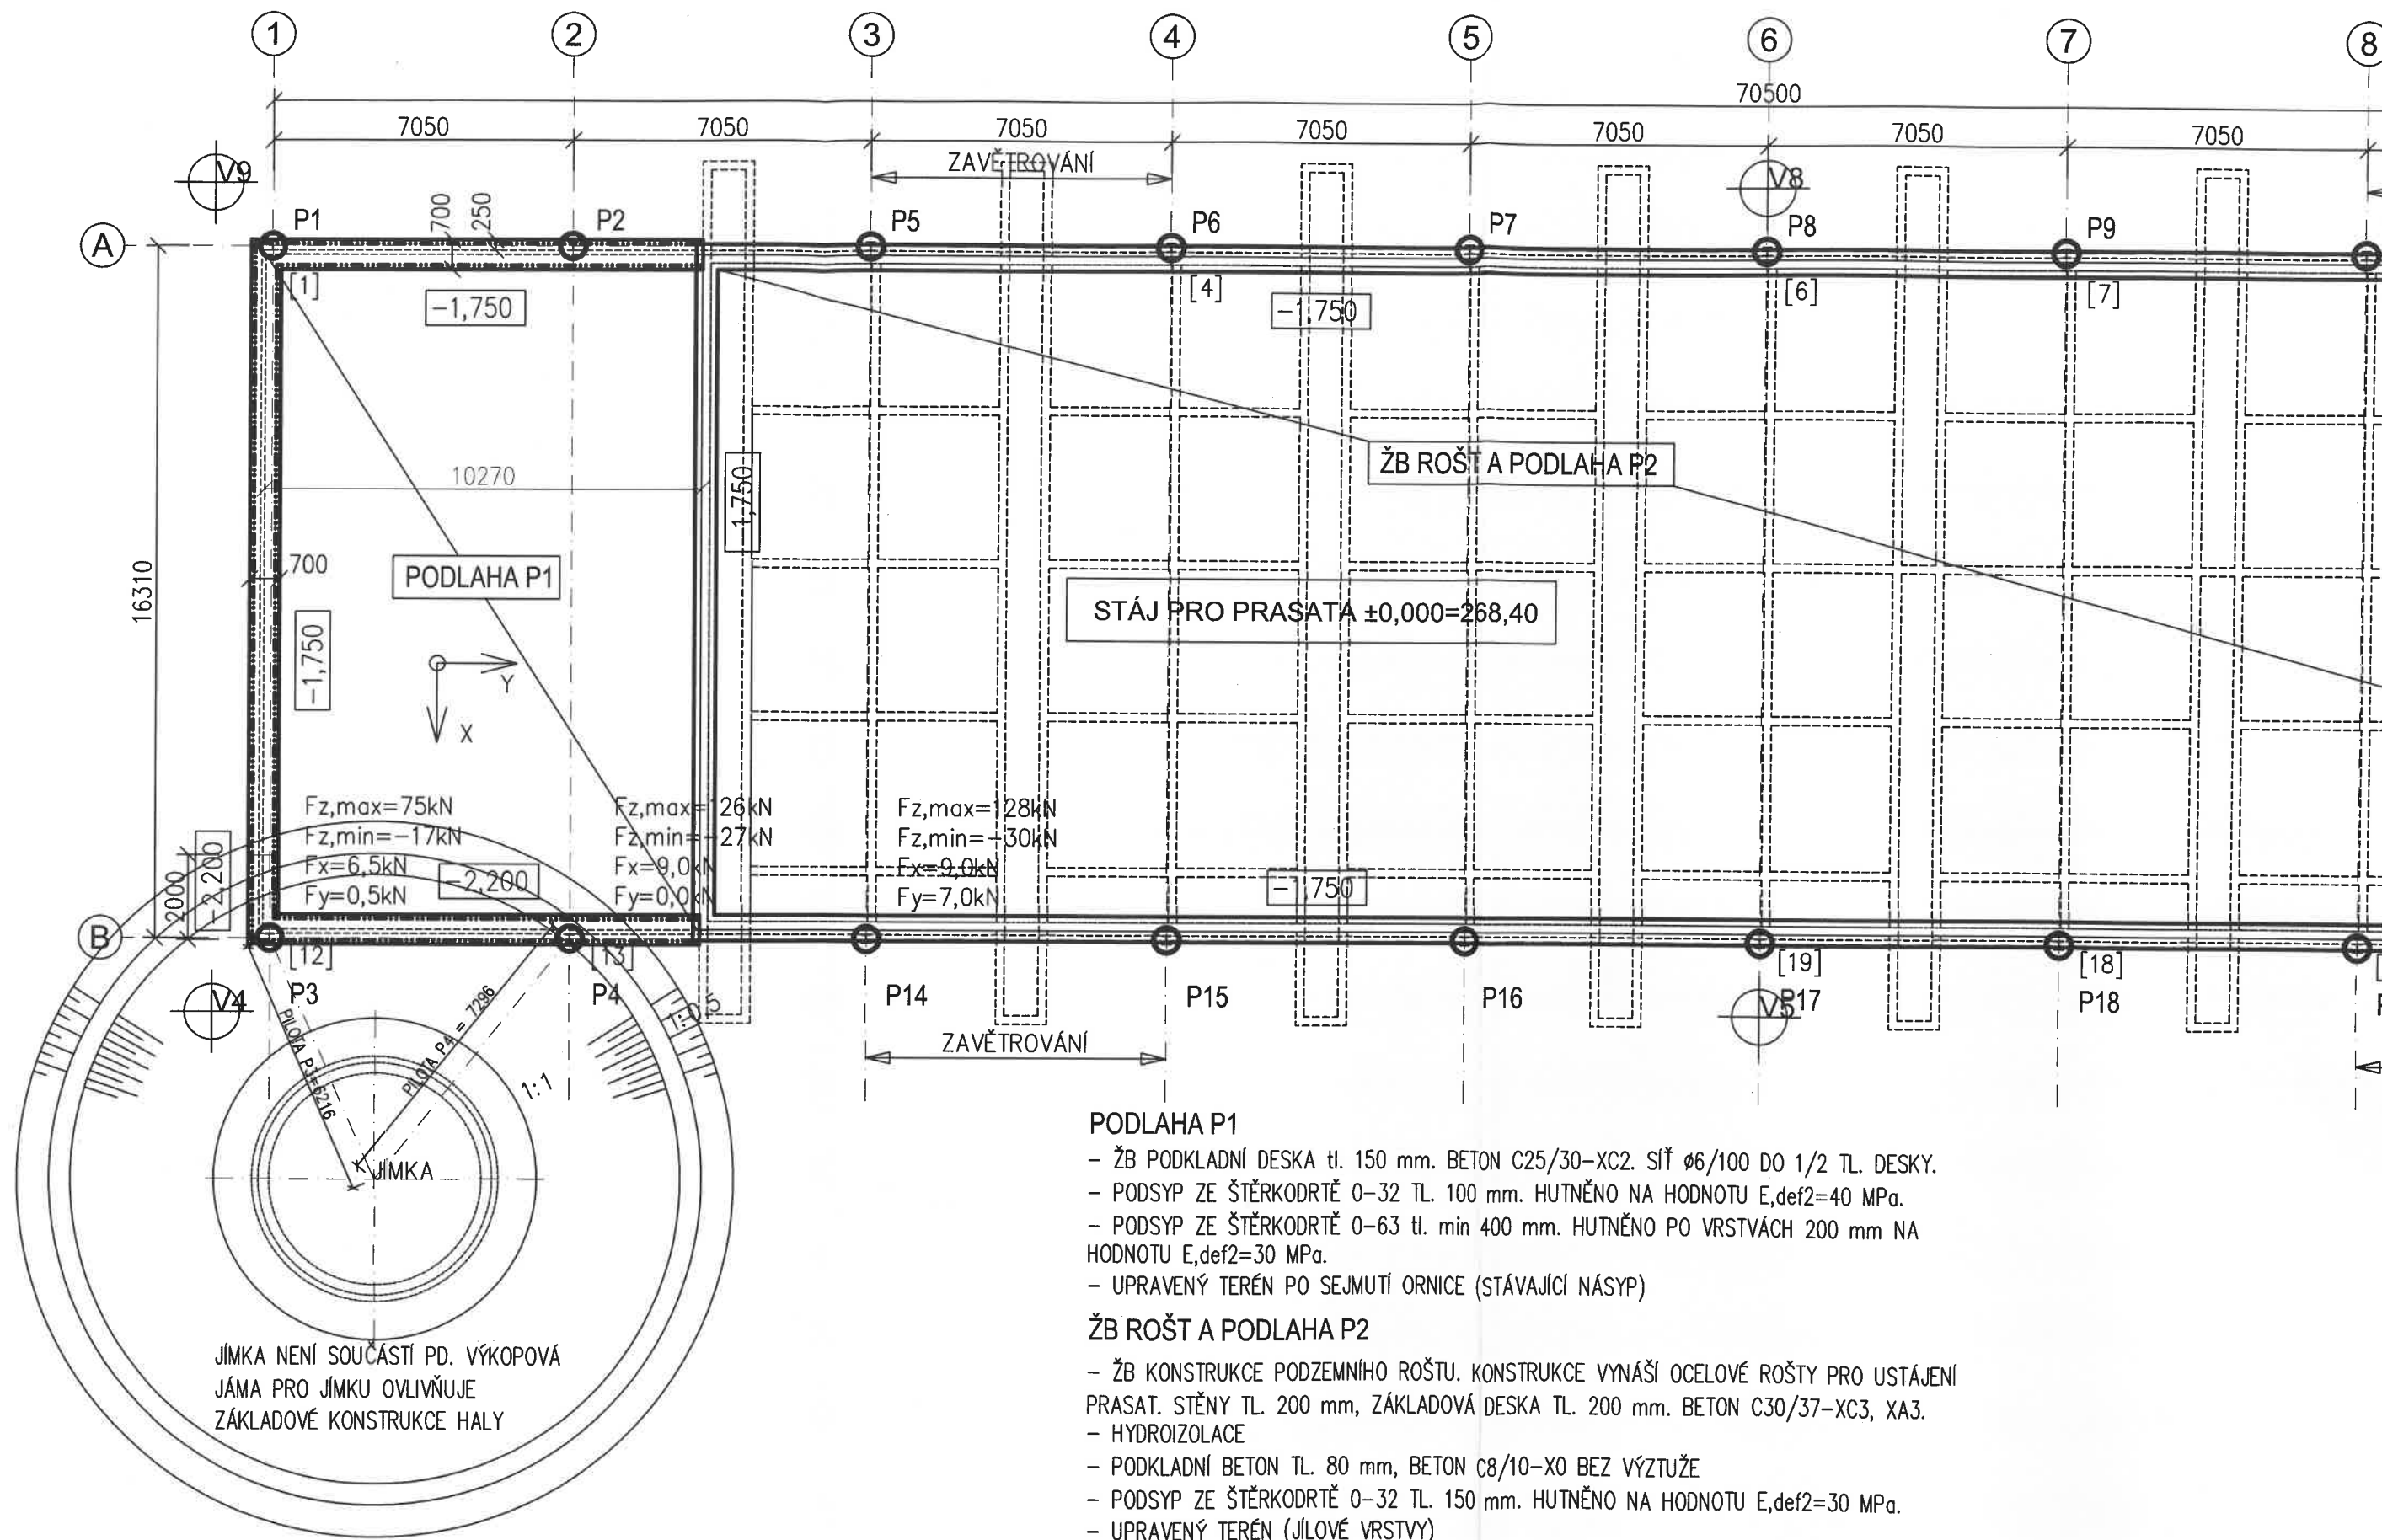 1 2 3 4 5 6 7 8
70500
7050 7050 7050 7050 7050 7050 7050
ZAVĚTROVÁNÍ
V9 V8
700 250
P1 P2 P5 P6 P7 P8 P9
A
[1] [4] [6] [7]
-1,750 -1,750
10270
-1,750
ŽB ROŠT A PODLAHA P2
700
PODLAHA P1
16310
STÁJ PRO PRASATA ±0,000=268,40
-1,750
Y
X
Fz,max=75kN Fz,max=126kN Fz,max=128kN
Fz,min=-17kN Fz,min=-27kN Fz,min=-30kN
Fx=6,5kN Fx=9,0kN Fx=9,0kN
Fy=0,5kN Fy=0,0kN Fy=7,0kN
2000
-2,200
-2,200 -1,750
B
[12] [13] [19] [18]
V4 P3 P4 P14 P15 P16 V5 P17 P18
1:0,5
PILOTA P3=6216
PILOTA P4 = 7296
ZAVĚTROVÁNÍ
1:1
JÍMKA
JÍMKA NENÍ SOUČÁSTÍ PD. VÝKOPOVÁ
JÁMA PRO JÍMKU OVLIVŇUJE
ZÁKLADOVÉ KONSTRUKCE HALY
PODLAHA P1
- ŽB PODKLADNÍ DESKA tl. 150 mm. BETON C25/30-XC2. SÍŤ ø6/100 DO 1/2 TL. DESKY.
- PODSYP ZE ŠTĚRKODRTĚ 0-32 TL. 100 mm. HUTNĚNO NA HODNOTU E,def2=40 MPa.
- PODSYP ZE ŠTĚRKODRTĚ 0-63 tl. min 400 mm. HUTNĚNO PO VRSTVÁCH 200 mm NA
HODNOTU E,def2=30 MPa.
- UPRAVENÝ TERÉN PO SEJMUTÍ ORNICE (STÁVAJÍCÍ NÁSYP)
ŽB ROŠT A PODLAHA P2
- ŽB KONSTRUKCE PODZEMNÍHO ROŠTU. KONSTRUKCE VYNÁŠÍ OCELOVÉ ROŠTY PRO USTÁJENÍ
PRASAT. STĚNY TL. 200 mm, ZÁKLADOVÁ DESKA TL. 200 mm. BETON C30/37-XC3, XA3.
- HYDROIZOLACE
- PODKLADNÍ BETON TL. 80 mm, BETON C8/10-X0 BEZ VÝZTUŽE
- PODSYP ZE ŠTĚRKODRTĚ 0-32 TL. 150 mm. HUTNĚNO NA HODNOTU E,def2=30 MPa.
- UPRAVENÝ TERÉN (JÍLOVÉ VRSTVY)